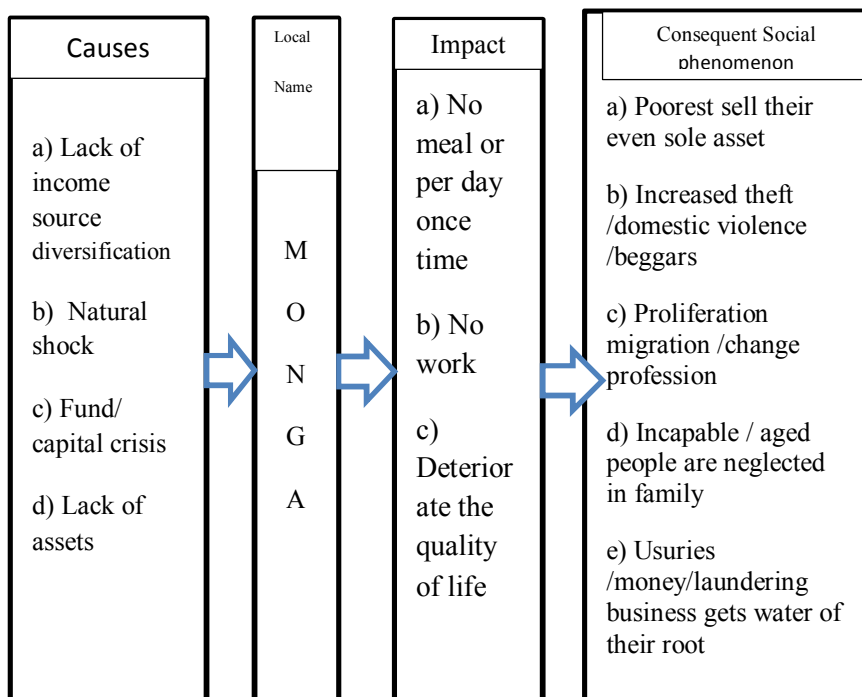 Causes
a) Lack of
income
source
diversification
b) Natural
shock
c) Fund/
capital crisis
d) Lack of
assets
Local
Name
M
O
N
G
A
Impact
a) No
meal or
per day
once
time
b) No
work
c)
Deterior
ate the
quality
of life
Consequent Social
phenomenon
a) Poorest sell their
even sole asset
b) Increased theft
/domestic violence
/beggars
c) Proliferation
migration /change
profession
d) Incapable / aged
people are neglected
in family
e) Usuries
/money/laundering
business gets water of
their root